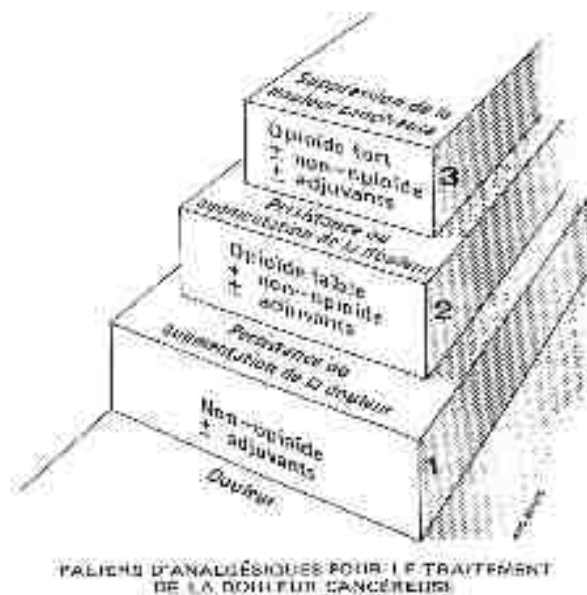 Suppression de la
douleur
Opioïde fort
± non-opioïde
± adjuvants
3
Persistance ou
augmentation de la douleur
Opioïde faible
+ non-opioïde
± adjuvants
2
Persistance ou
augmentation de la douleur
Non-opioïde
± adjuvants
1
Douleur
PALIERS D'ANALGÉSIQUES POUR LE TRAITEMENT
DE LA DOULEUR CANCÉREUSE